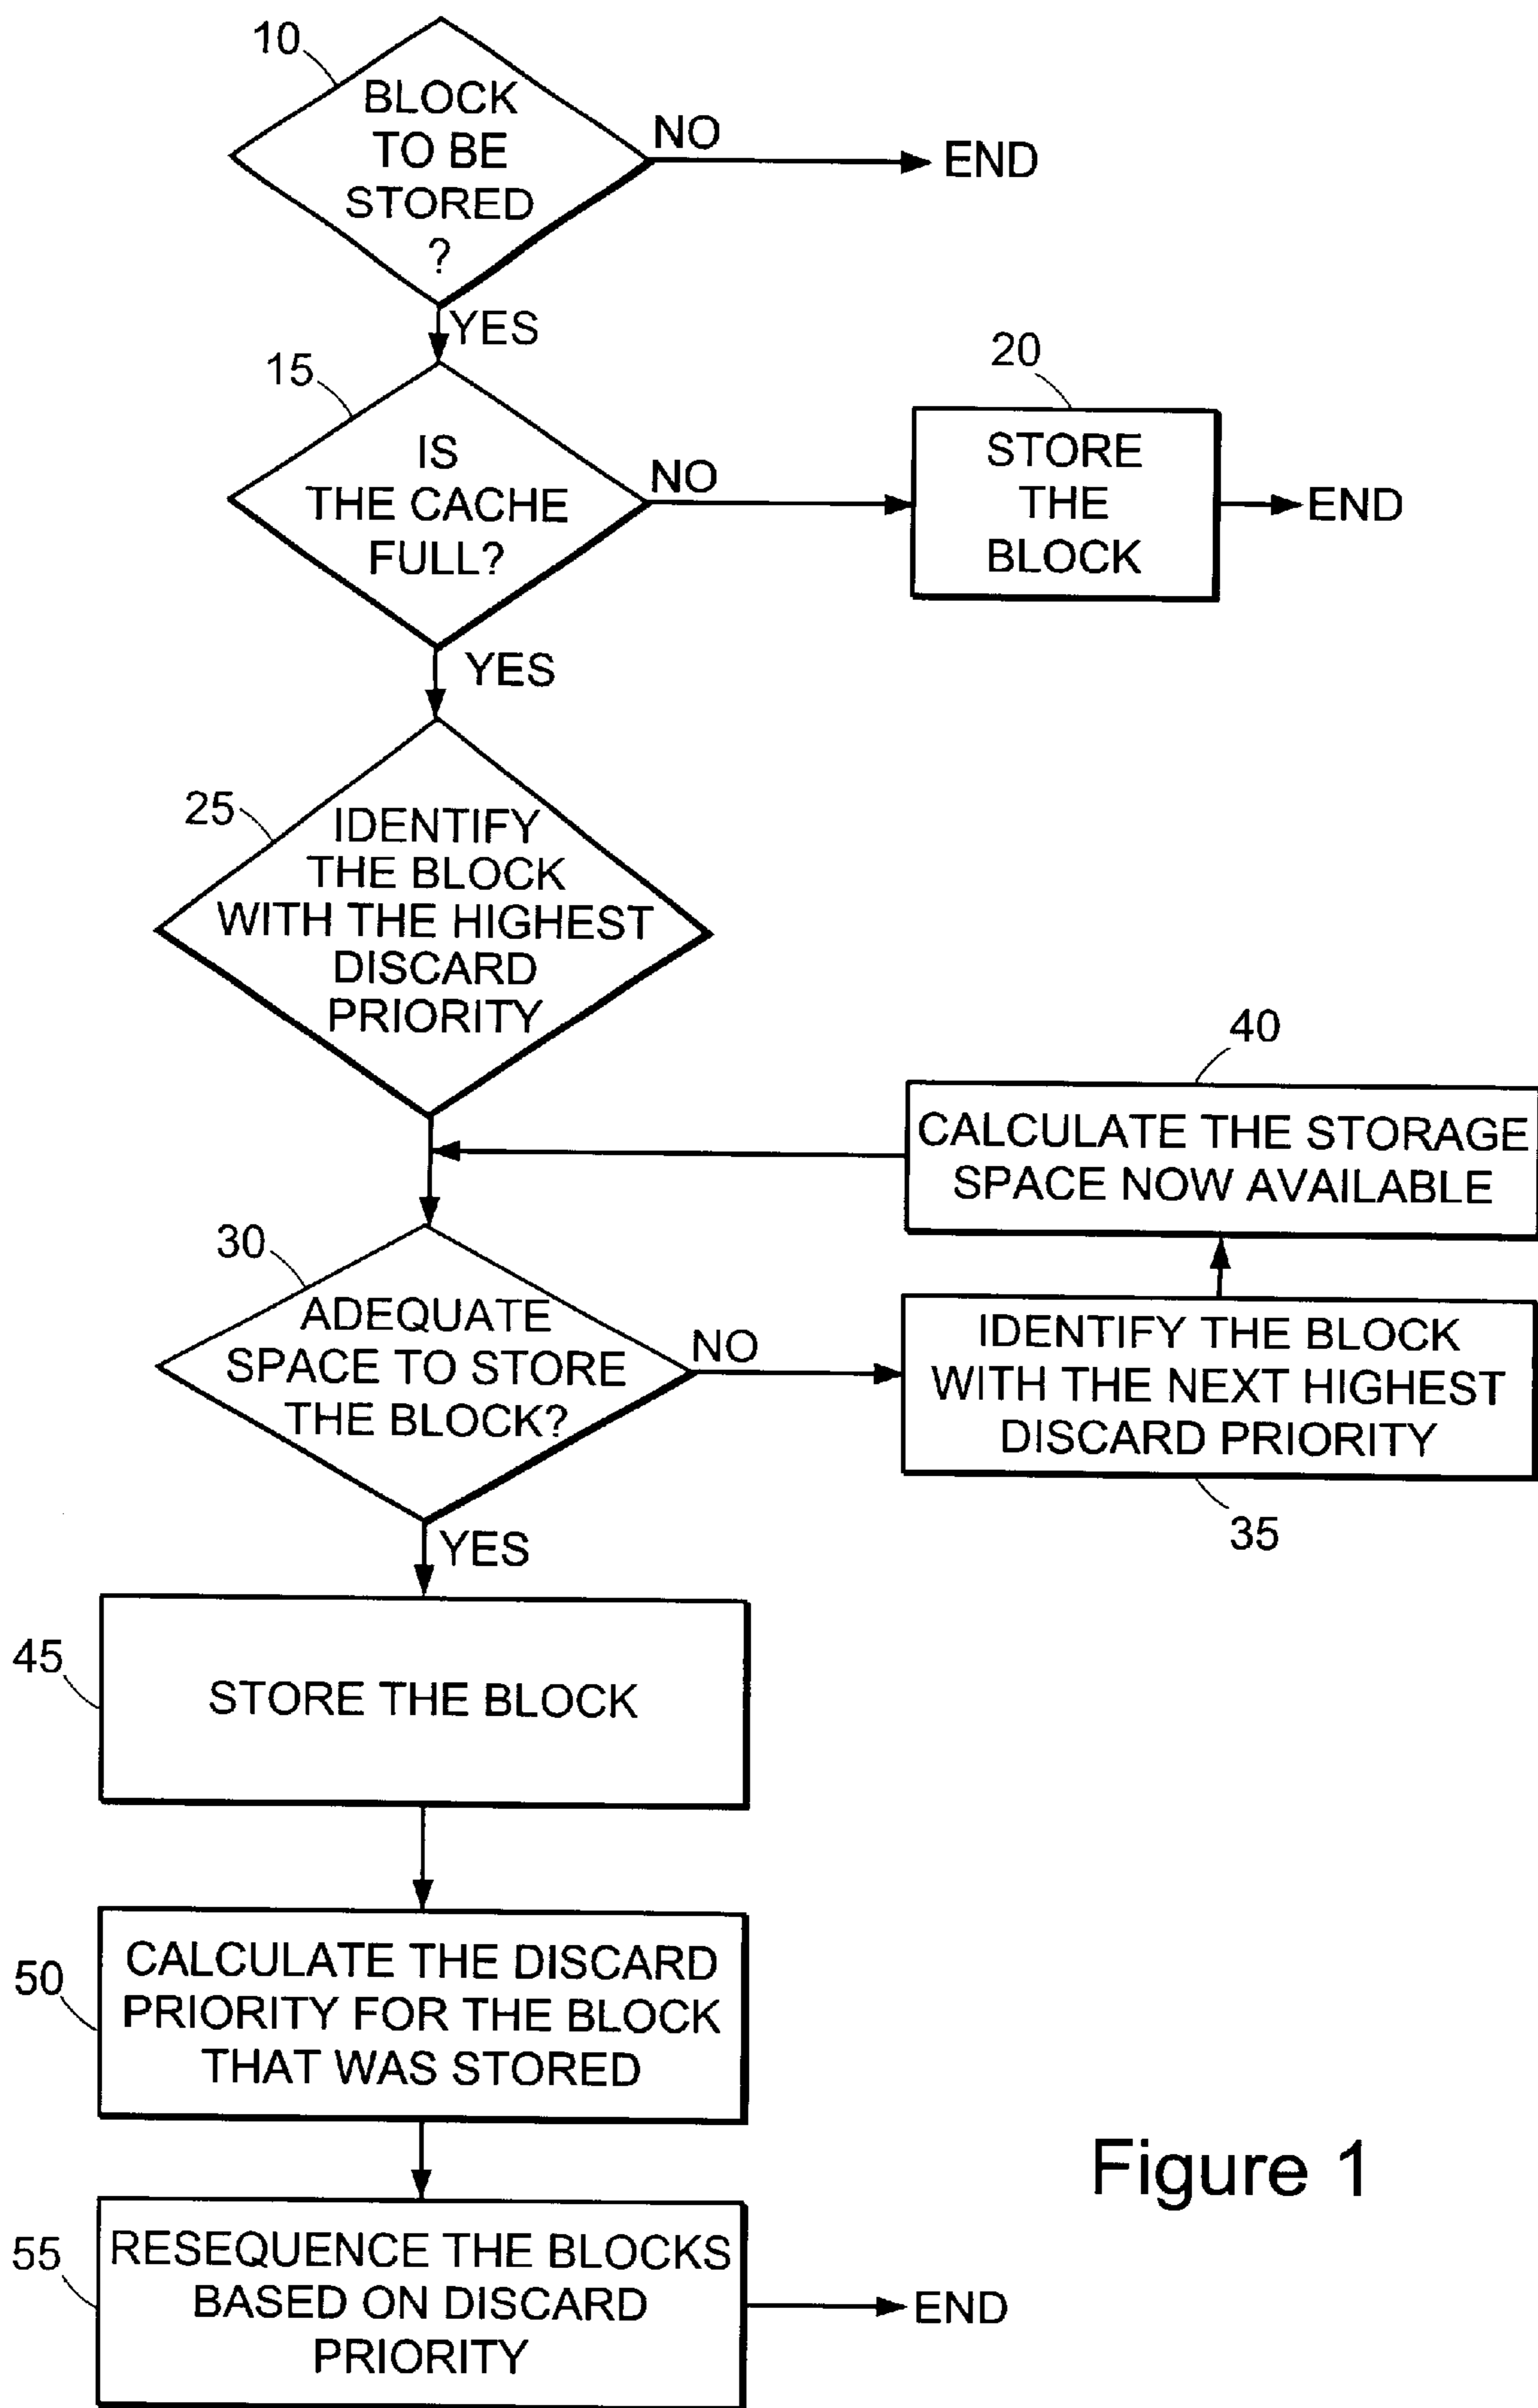 10
BLOCK
TO BE
STORED
?
NO
END
YES
15
IS
THE CACHE
FULL?
NO
20
STORE
THE
BLOCK
END
YES
25
IDENTIFY
THE BLOCK
WITH THE HIGHEST
DISCARD
PRIORITY
40
CALCULATE THE STORAGE
SPACE NOW AVAILABLE
30
ADEQUATE
SPACE TO STORE
THE BLOCK?
NO
IDENTIFY THE BLOCK
WITH THE NEXT HIGHEST
DISCARD PRIORITY
35
YES
45
STORE THE BLOCK
50
CALCULATE THE DISCARD
PRIORITY FOR THE BLOCK
THAT WAS STORED
55
RESEQUENCE THE BLOCKS
BASED ON DISCARD
PRIORITY
END
Figure 1